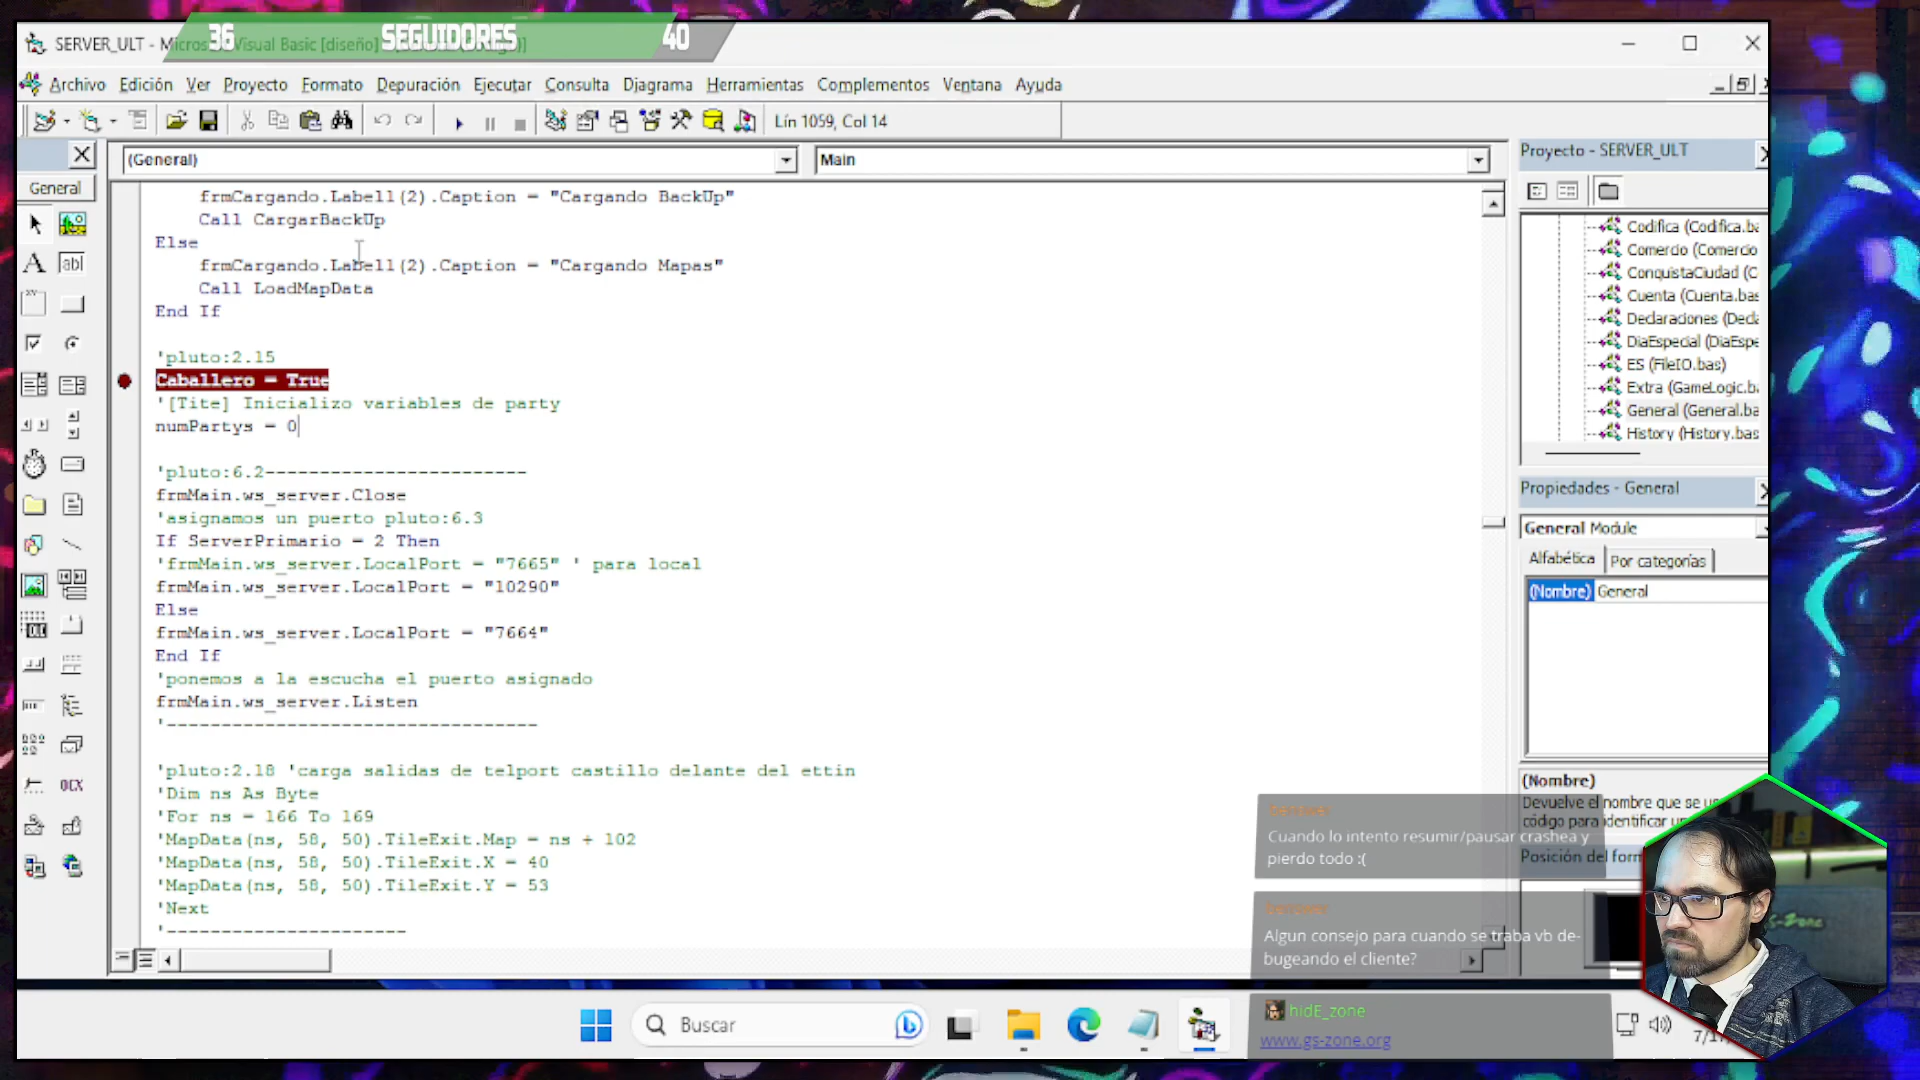 36 SEGUIDORES 40
SERVER_ULT - Micros Visual Basic [diseño]
Archivo Edición Ver Proyecto Formato Depuración Ejecutar Consulta Diagrama Herramientas Complementos Ventana Ayuda
Lín 1059, Col 14
General
(General) Main
frmCargando.Label1(2).Caption = "Cargando BackUp"
Call CargarBackUp
Else
frmCargando.Label1(2).Caption = "Cargando Mapas"
Call LoadMapData
End If
'pluto:2.15
Caballero = True
'[Tite] Inicializo variables de party
numPartys = 0
'pluto:6.2------------------------
frmMain.ws_server.Close
'asignamos un puerto pluto:6.3
If ServerPrimario = 2 Then
'frmMain.ws_server.LocalPort = "7665" ' para local
frmMain.ws_server.LocalPort = "10290"
Else
frmMain.ws_server.LocalPort = "7664"
End If
'ponemos a la escucha el puerto asignado
frmMain.ws_server.Listen
'----------------------------------
'pluto:2.18 'carga salidas de telport castillo delante del ettin
'Dim ns As Byte
'For ns = 166 To 169
'MapData(ns, 58, 50).TileExit.Map = ns + 102
'MapData(ns, 58, 50).TileExit.X = 40
'MapData(ns, 58, 50).TileExit.Y = 53
'Next
'----------------------
Proyecto - SERVER_ULT
Codifica (Codifica.ba
Comercio (Comercio
ConquistaCiudad (C
Cuenta (Cuenta.bas
Declaraciones (Decla
DiaEspecial (DiaEspe
ES (FileIO.bas)
Extra (GameLogic.ba
General (General.ba
History (History.bas
Propiedades - General
General Module
Alfabética Por categorías
(Nombre) General
(Nombre)
Devuelve el nombre que se us
código para identificar un
Posición del form
Cuando lo intento resumir/pausar crashea y
pierdo todo :(
Algun consejo para cuando se traba vb de-
bugeando el cliente?
hidE_zone
www.gs-zone.org
Buscar